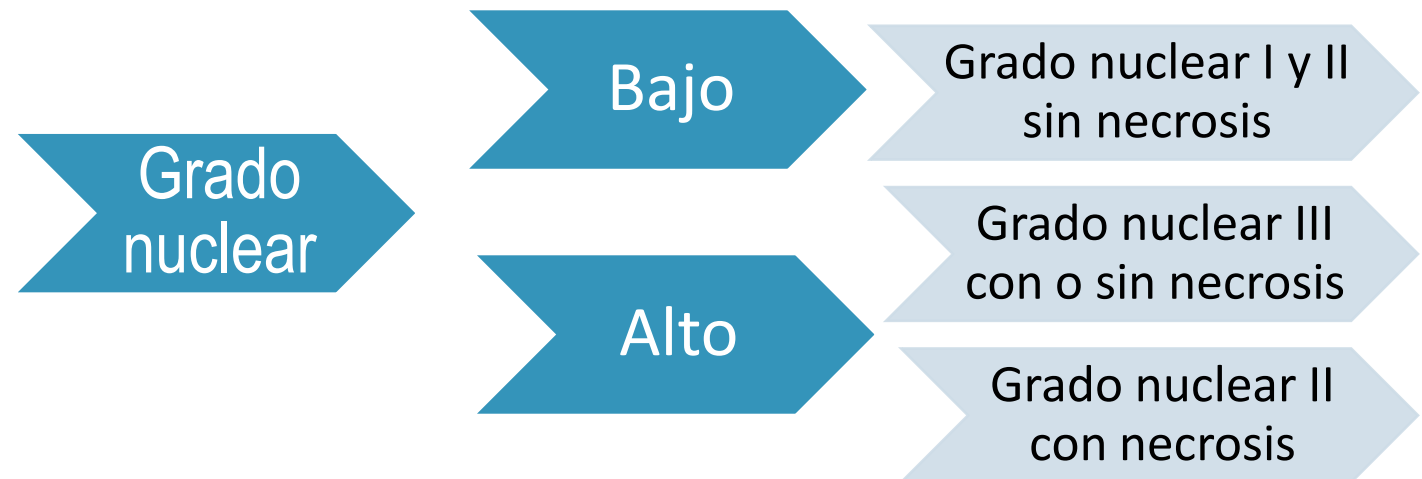 Grado
nuclear
Bajo
Grado nuclear I y II
sin necrosis
Alto
Grado nuclear III
con o sin necrosis
Grado nuclear II
con necrosis